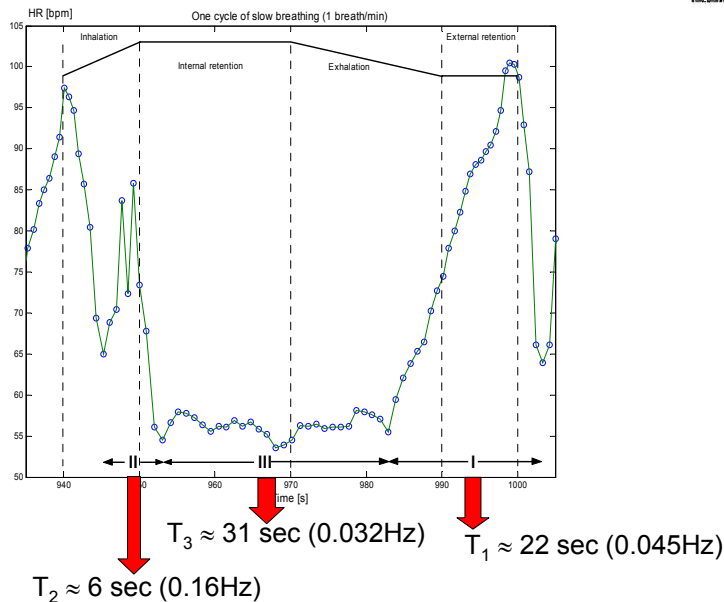 HR [bpm]
One cycle of slow breathing (1 breath/min)
105
Inhalation
External retention
100
Internal retention
Exhalation
95
90
85
80
75
70
65
60
55
II
III
I
50
940
960
970
980
990
1000
Time [s]
T₃ ≈ 31 sec (0.032Hz)
T₁ ≈ 22 sec (0.045Hz)
T₂ ≈ 6 sec (0.16Hz)